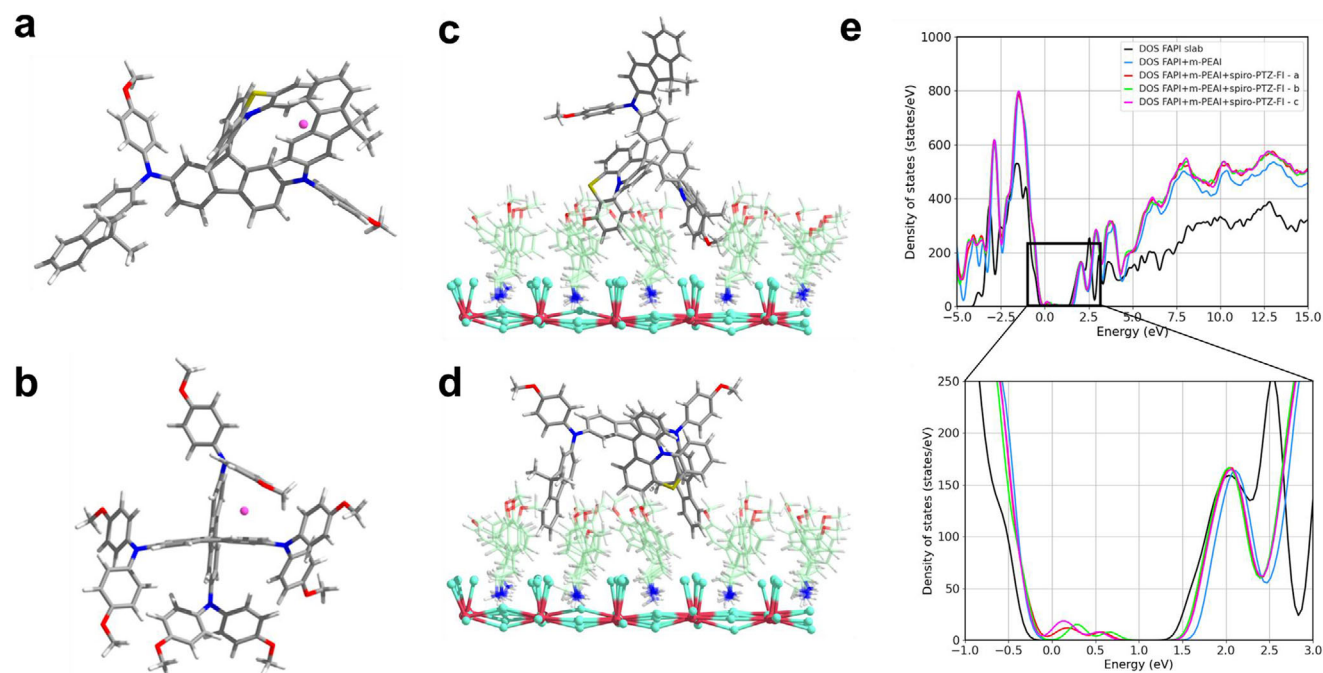 a
b
c
d
e
1000
800
600
400
200
0
Density of states (states/eV)
DOS FAPI slab
DOS FAPI+m-PEAI
DOS FAPI+m-PEAI+spiro-PTZ-Fl - a
DOS FAPI+m-PEAI+spiro-PTZ-Fl - b
DOS FAPI+m-PEAI+spiro-PTZ-Fl - c
−5.0 −2.5 0.0 2.5 5.0 7.5 10.0 12.5 15.0
Energy (eV)
250
200
150
100
50
0
Density of states (states/eV)
−1.0 −0.5 0.0 0.5 1.0 1.5 2.0 2.5 3.0
Energy (eV)